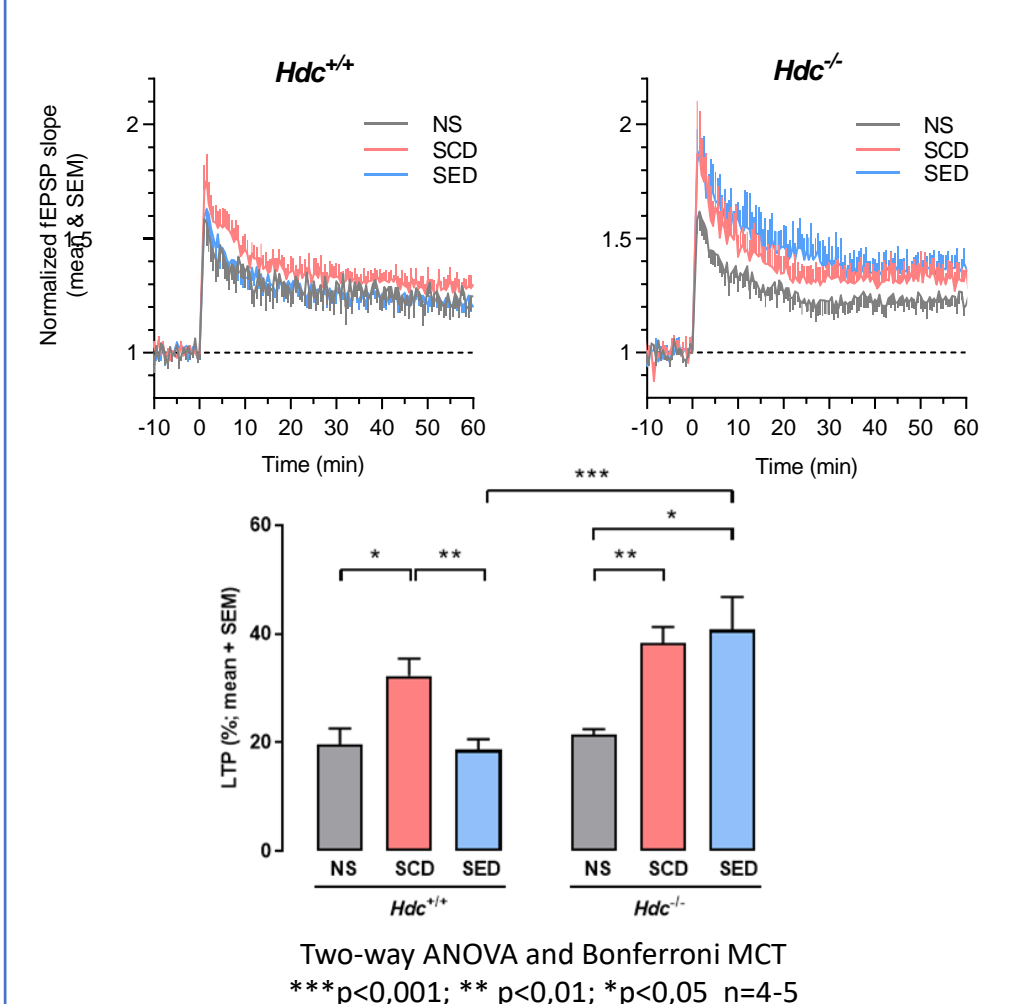 Hdc+/+
Hdc-/-
Normalized fEPSP slope
(mean & SEM)
2
1.5
1
NS
SCD
SED
-10 0 10 20 30 40 50 60
Time (min)
2
1.5
1
NS
SCD
SED
-10 0 10 20 30 40 50 60
Time (min)
***
*
* **
**
LTP (%; mean + SEM)
60
40
20
0
NS SCD SED NS SCD SED
Hdc+/+ Hdc-/-
Two-way ANOVA and Bonferroni MCT
***p<0,001; ** p<0,01; *p<0,05 n=4-5